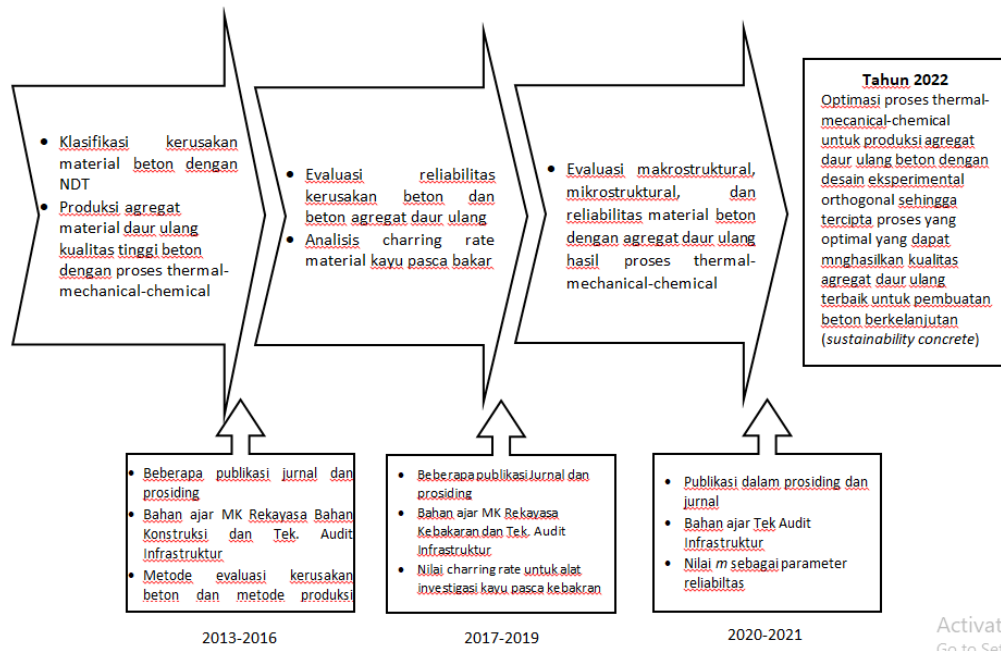 • Klasifikasi kerusakan
material beton dengan
NDT
• Produksi agregat
material daur ulang
kualitas tinggi beton
dengan proses thermal-
mechanical-chemical
• Evaluasi reliabilitas
kerusakan beton dan
beton agregat daur ulang
• Analisis charring rate
material kayu pasca bakar
• Evaluasi makrostruktural,
mikrostruktural, dan
reliabilitas material beton
dengan agregat daur ulang
hasil proses thermal-
mechanical-chemical
Tahun 2022
Optimasi proses thermal-
mecanical-chemical
untuk produksi agregat
daur ulang beton dengan
desain eksperimental
orthogonal sehingga
tercipta proses yang
optimal yang dapat
mnghasilkan kualitas
agregat daur ulang
terbaik untuk pembuatan
beton berkelanjutan
(sustainability concrete)
• Beberapa publikasi jurnal dan
prosiding
• Bahan ajar MK Rekayasa Bahan
Konstruksi dan Tek. Audit
Infrastruktur
• Metode evaluasi kerusakan
beton dan metode produksi
• Beberapa publikasi Jurnal dan
prosiding
• Bahan ajar MK Rekayasa
Kebakaran dan Tek. Audit
Infrastruktur
• Nilai charring rate untuk alat
investigasi kayu pasca kebakran
• Publikasi dalam prosiding dan
jurnal
• Bahan ajar Tek Audit
Infrastruktur
• Nilai m sebagai parameter
reliabiltas
2013-2016
2017-2019
2020-2021
Activat
Go to Set